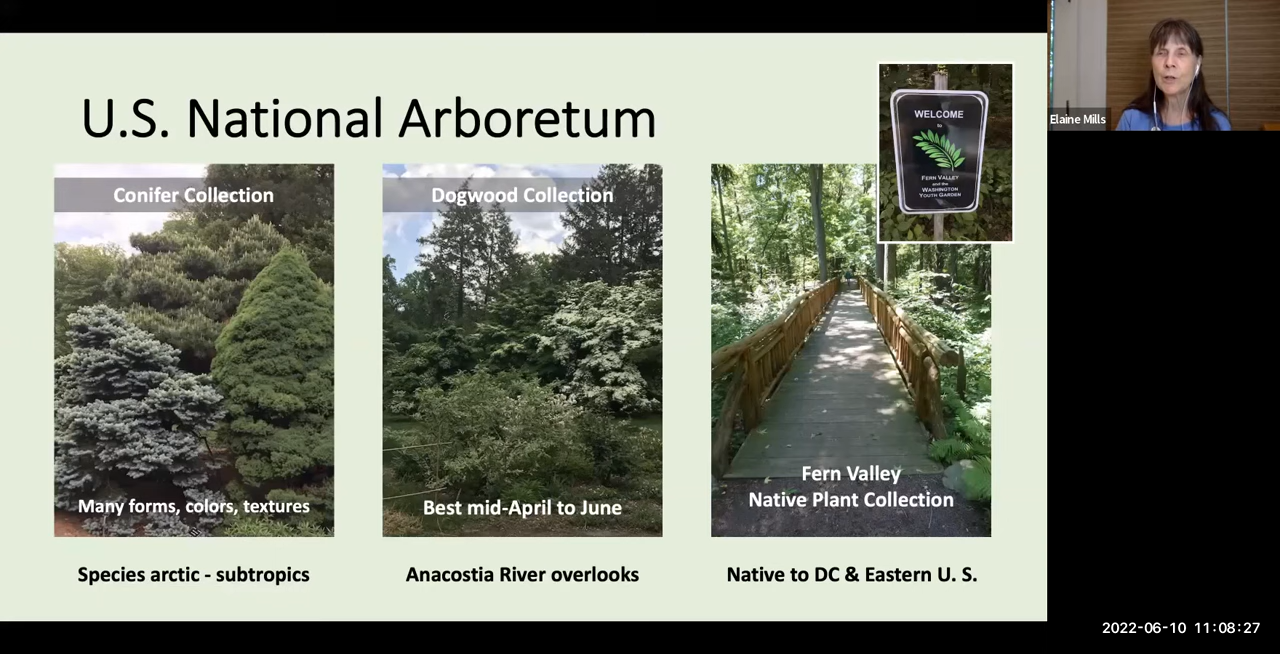 U.S. National Arboretum
Conifer Collection
Many forms, colors, textures
Species arctic - subtropics
Dogwood Collection
Best mid-April to June
Anacostia River overlooks
WELCOME
to
FERN VALLEY
and the
WASHINGTON
YOUTH GARDEN
Fern Valley
Native Plant Collection
Native to DC & Eastern U. S.
Elaine Mills
2022-06-10 11:08:27